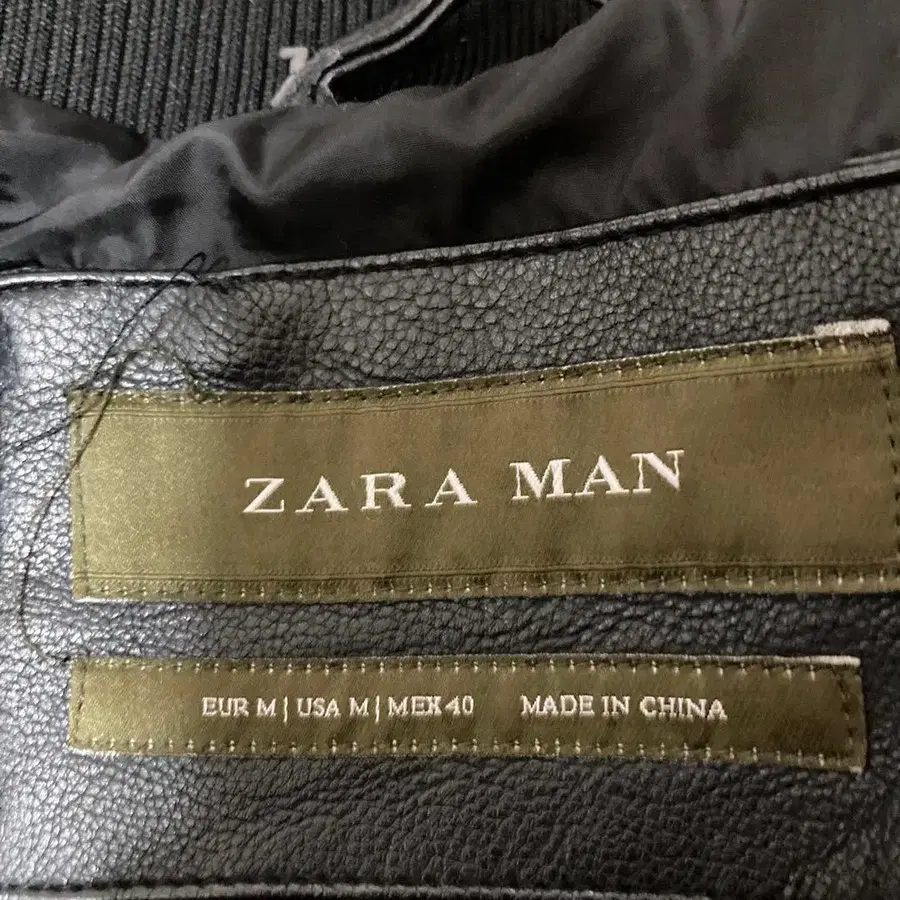 ZARA MAN
EUR M | USA M | MEX 40 MADE IN CHINA